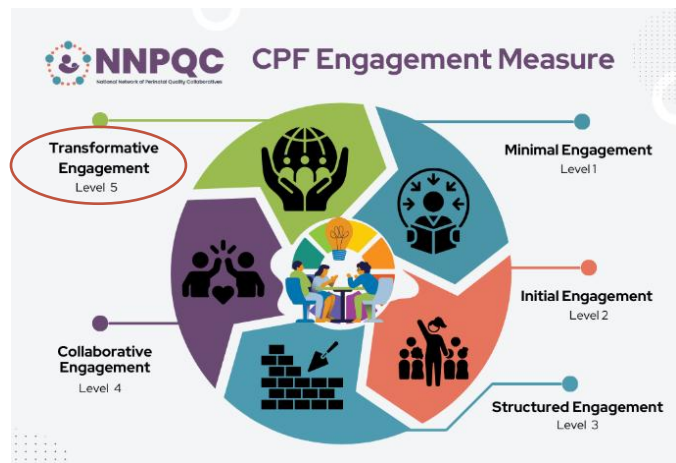 NNPQC
National Network of Perinatal Quality Collaboratives
CPF Engagement Measure
Transformative
Engagement
Level 5
Minimal Engagement
Level 1
Initial Engagement
Level 2
Collaborative
Engagement
Level 4
Structured Engagement
Level 3